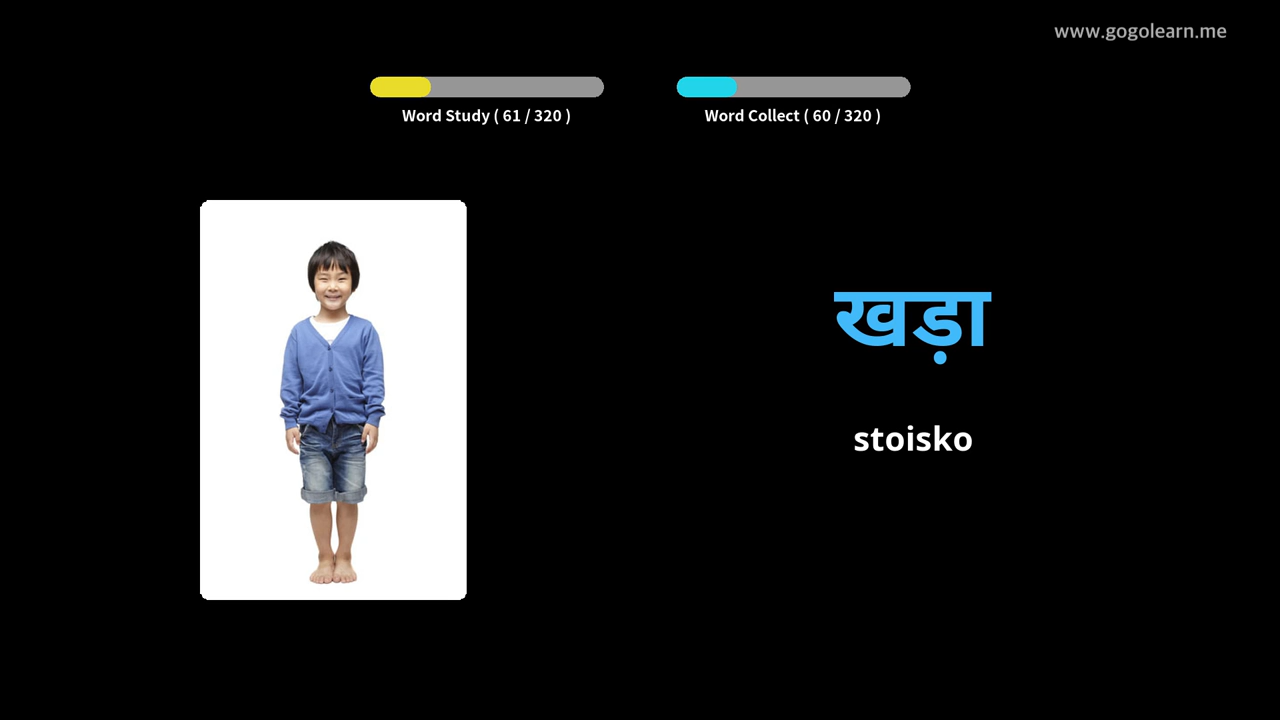 www.gogolearn.me
Word Study ( 61 / 320 )
Word Collect ( 60 / 320 )
खड़ा
stoisko